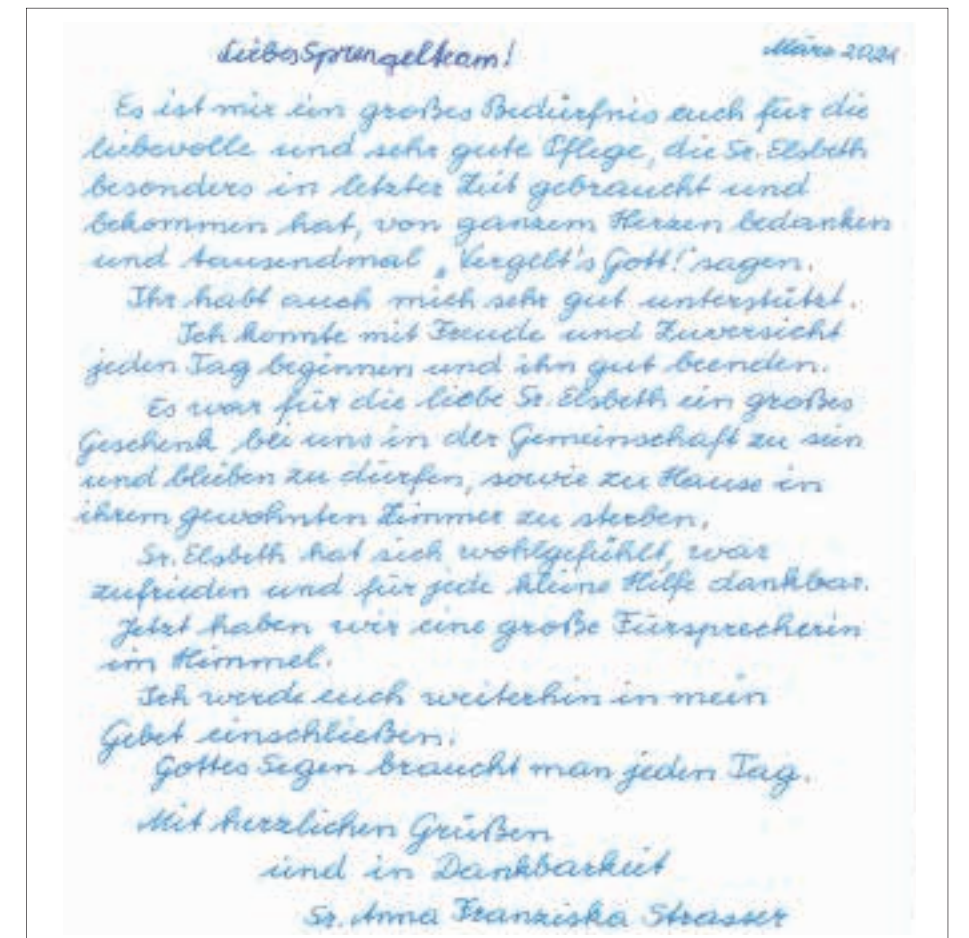 Liebes Sprengelteam! März 2024
Es ist mir ein großes Bedürfnis euch für die
liebevolle und sehr gute Pflege, die Sr. Elsbeth
besonders in letzter Zeit gebraucht und
bekommen hat, von ganzem Herzen bedanken
und tausendmal „Vergelt's Gott!" sagen.
Ihr habt auch mich sehr gut unterstützt.
Ich konnte mit Freude und Zuversicht
jeden Tag beginnen und ihn gut beenden.
Es war für die liebe Sr. Elsbeth ein großes
Geschenk bei uns in der Gemeinschaft zu sein
und bleiben zu dürfen, sowie zu Hause in
ihrem gewohnten Zimmer zu sterben.
Sr. Elsbeth hat sich wohlgefühlt, war
zufrieden und für jede kleine Hilfe dankbar.
Jetzt haben wir eine große Fürsprecherin
im Himmel.
Ich werde euch weiterhin in mein
Gebet einschließen.
Gottes Segen braucht man jeden Tag.
Mit herzlichen Grüßen
und in Dankbarkeit
Sr. Anna Franziska Strasser